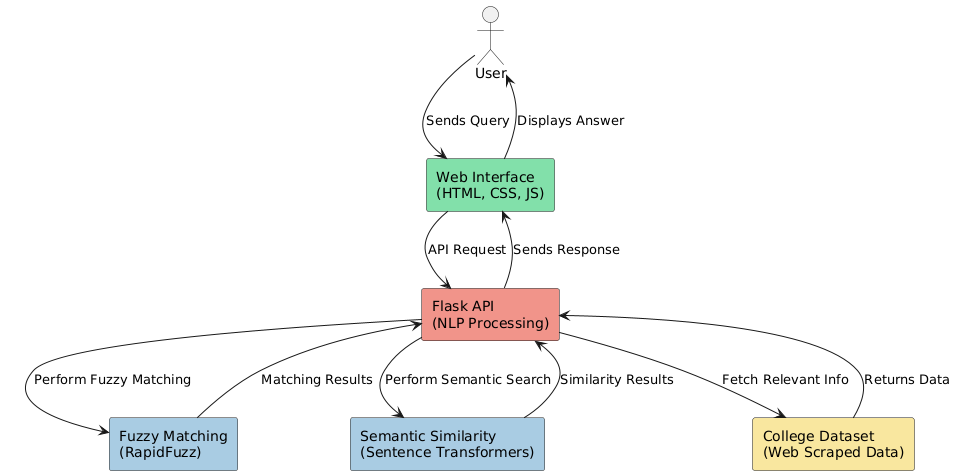 User
Sends Query
Displays Answer
Web Interface
(HTML, CSS, JS)
API Request
Sends Response
Flask API
(NLP Processing)
Perform Fuzzy Matching
Matching Results
Perform Semantic Search
Similarity Results
Fetch Relevant Info
Returns Data
Fuzzy Matching
(RapidFuzz)
Semantic Similarity
(Sentence Transformers)
College Dataset
(Web Scraped Data)